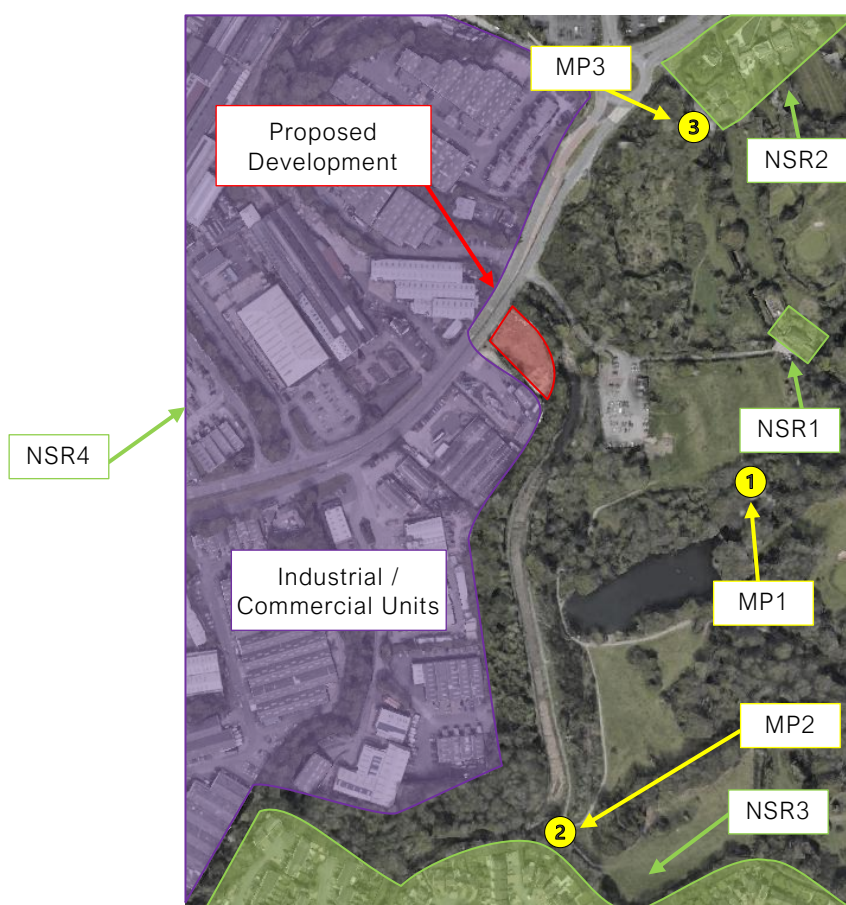 MP3
3
Proposed
Development
NSR2
NSR1
NSR4
1
Industrial /
Commercial Units
MP1
MP2
2
NSR3